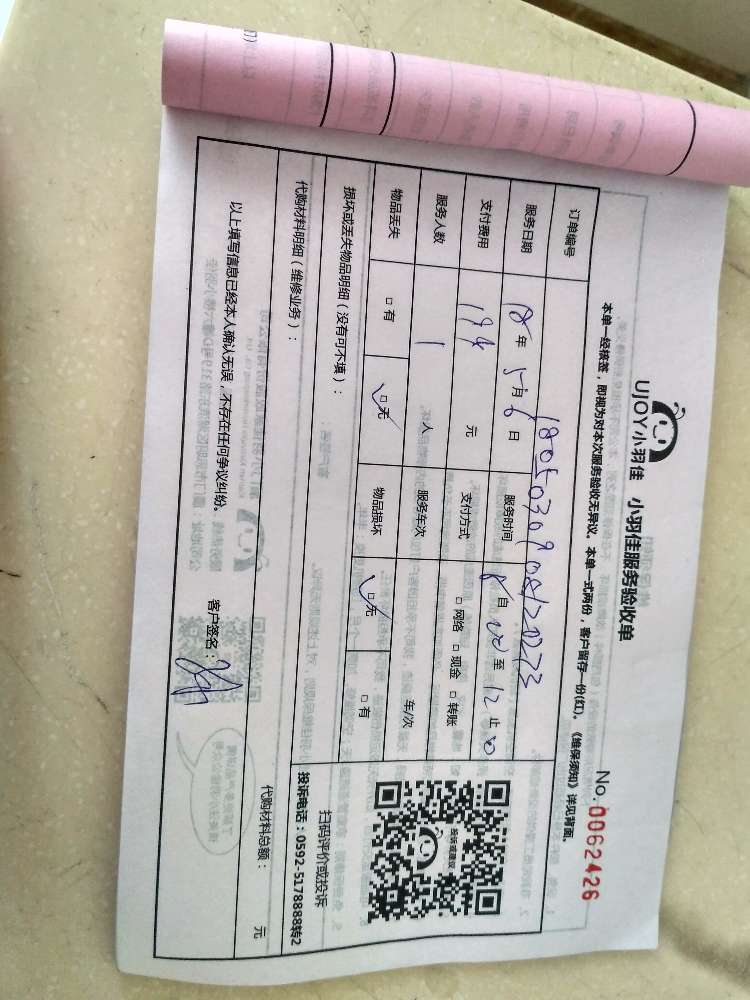 UJOY小羽佳 小羽佳服务验收单
No. 0062426
本单一经核签，即视为对本次服务验收无异议。本单一式两份，客户留存一份(红)。《维保须知》详见背面。
订单编号
服务日期 18年5月6日 服务时间 自 8 00 至 12 止 00
支付费用 元 支付方式 □ 网络 □ 现金 □ 转账
服务人数 1 人 服务车次 车/次
物品丢失 □ 有 ☑无 物品损坏 ☑无 □ 有
损坏或丢失物品明细（没有可不填）：
投诉或建议
扫码评价或投诉
投诉电话：0592-5178888转2
代购材料明细（维修业务）：
代购材料总额： 元
以上填写信息已经本人确认无误，不存在任何争议纠纷。
客户签名：